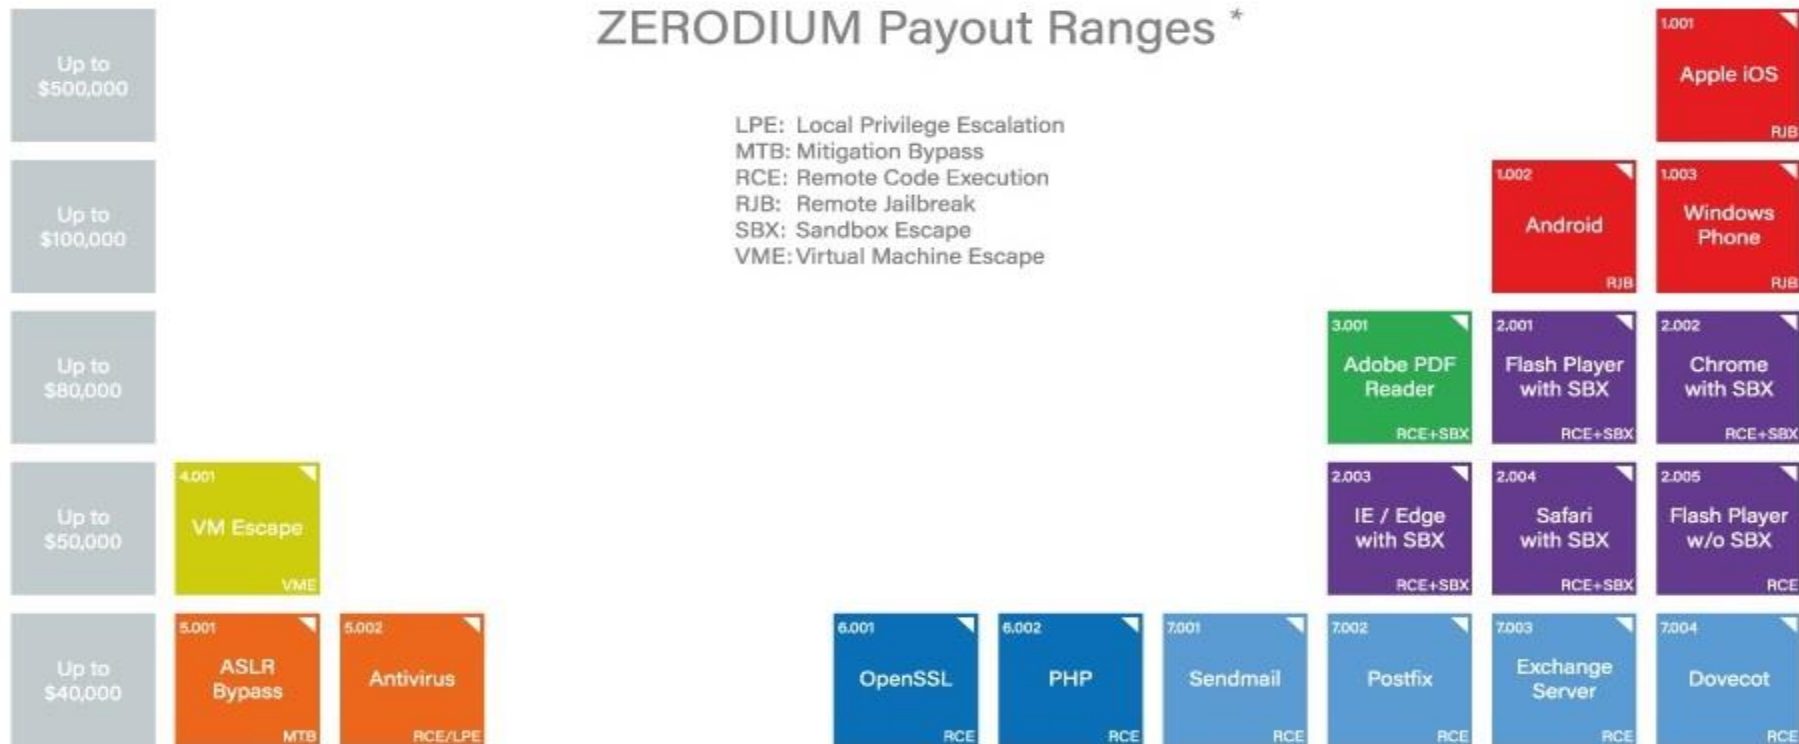 ZERODIUM Payout Ranges *
LPE: Local Privilege Escalation
MTB: Mitigation Bypass
RCE: Remote Code Execution
RJB: Remote Jailbreak
SBX: Sandbox Escape
VME: Virtual Machine Escape
Up to
$500,000
1.001
Apple iOS
RJB
Up to
$100,000
1.002
Android
RJB
1.003
Windows
Phone
RJB
Up to
$80,000
3.001
Adobe PDF
Reader
RCE+SBX
2.001
Flash Player
with SBX
RCE+SBX
2.002
Chrome
with SBX
RCE+SBX
Up to
$50,000
4.001
VM Escape
VME
2.003
IE / Edge
with SBX
RCE+SBX
2.004
Safari
with SBX
RCE+SBX
2.005
Flash Player
w/o SBX
RCE
Up to
$40,000
5.001
ASLR
Bypass
MTB
5.002
Antivirus
RCE/LPE
6.001
OpenSSL
RCE
6.002
PHP
RCE
7.001
Sendmail
RCE
7.002
Postfix
RCE
7.003
Exchange
Server
RCE
7.004
Dovecot
RCE